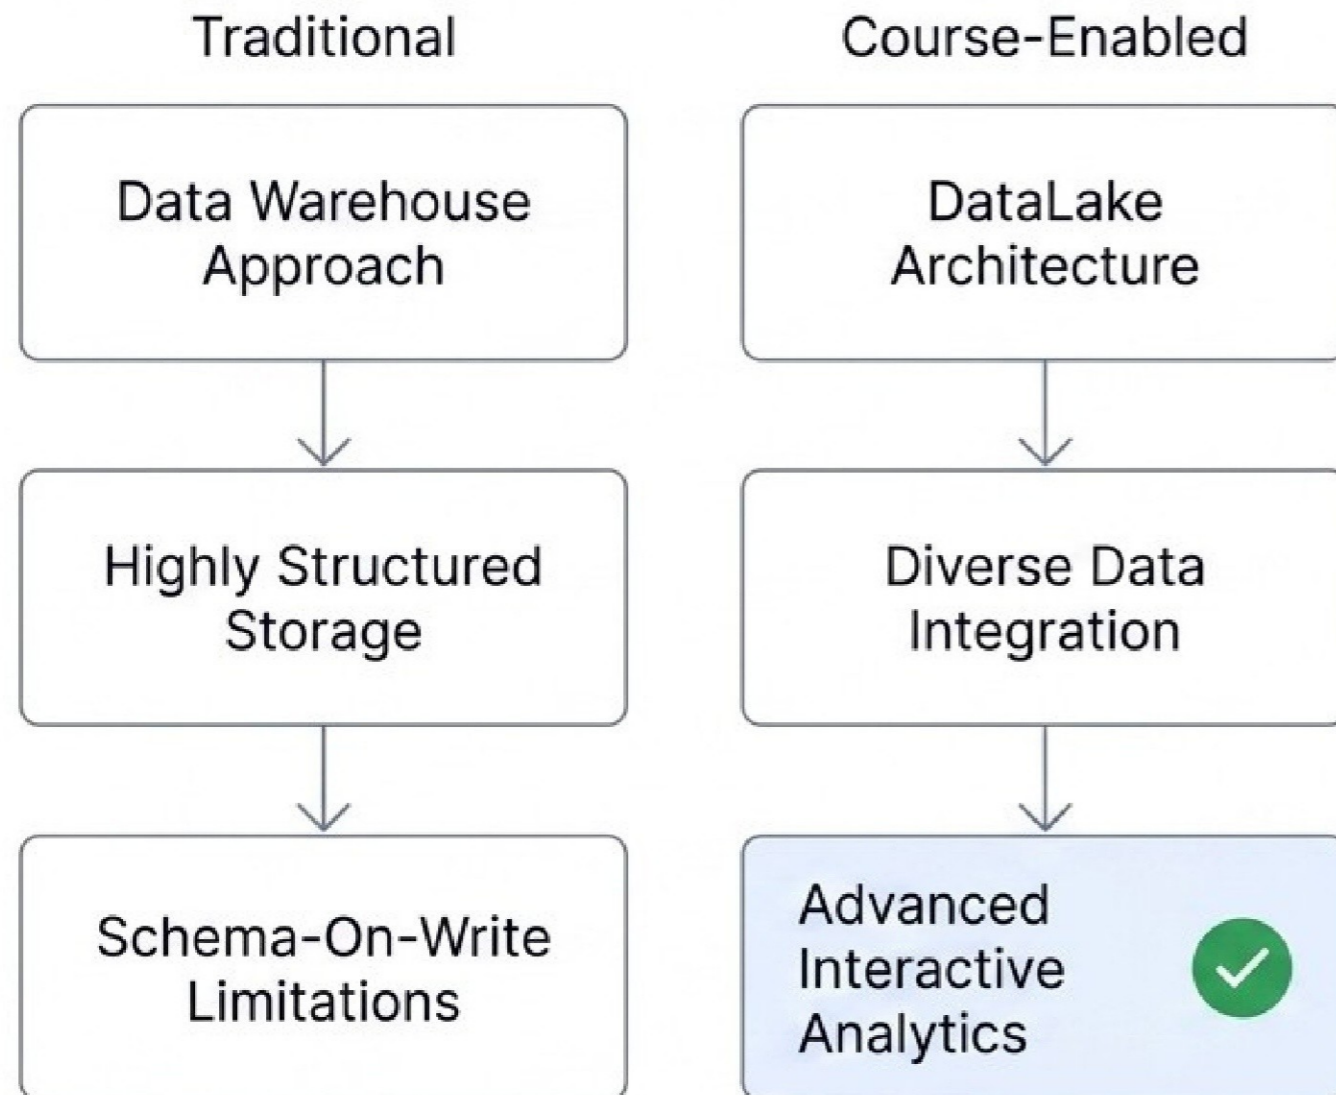 Traditional
Data Warehouse
Approach
Highly Structured
Storage
Schema-On-Write
Limitations
Course-Enabled
DataLake
Architecture
Diverse Data
Integration
Advanced
Interactive
Analytics